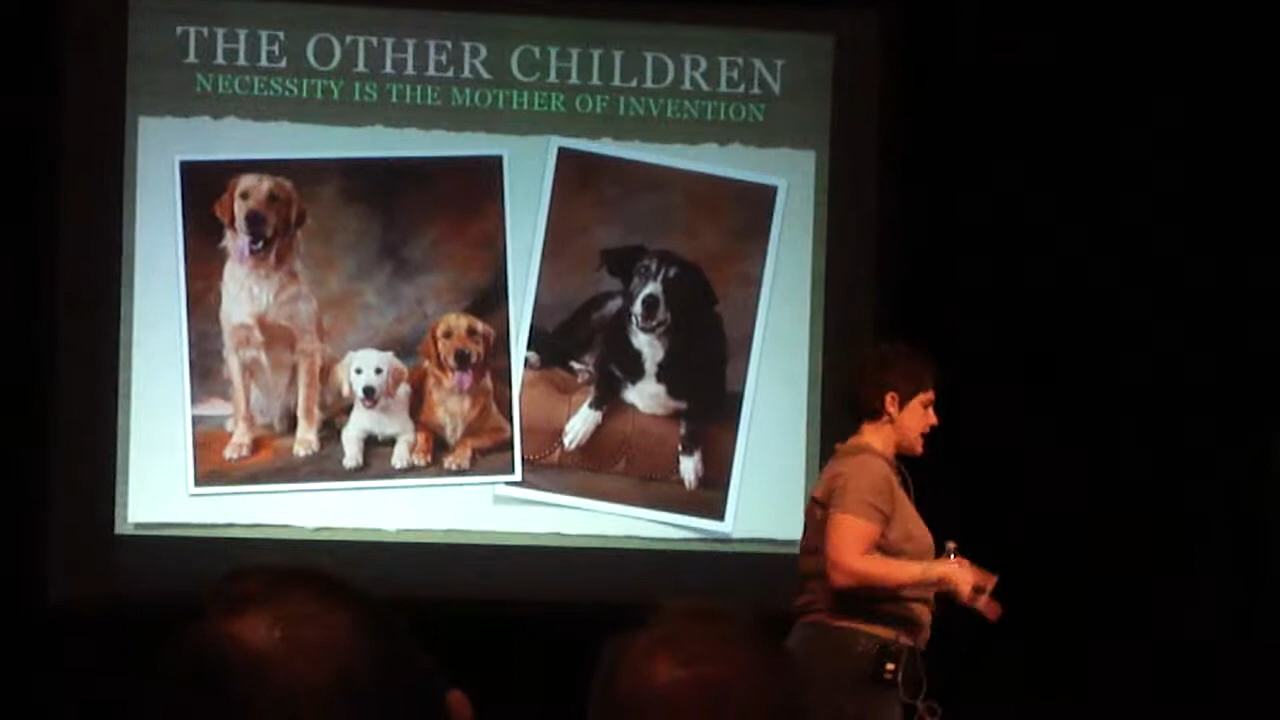 THE OTHER CHILDREN
NECESSITY IS THE MOTHER OF INVENTION